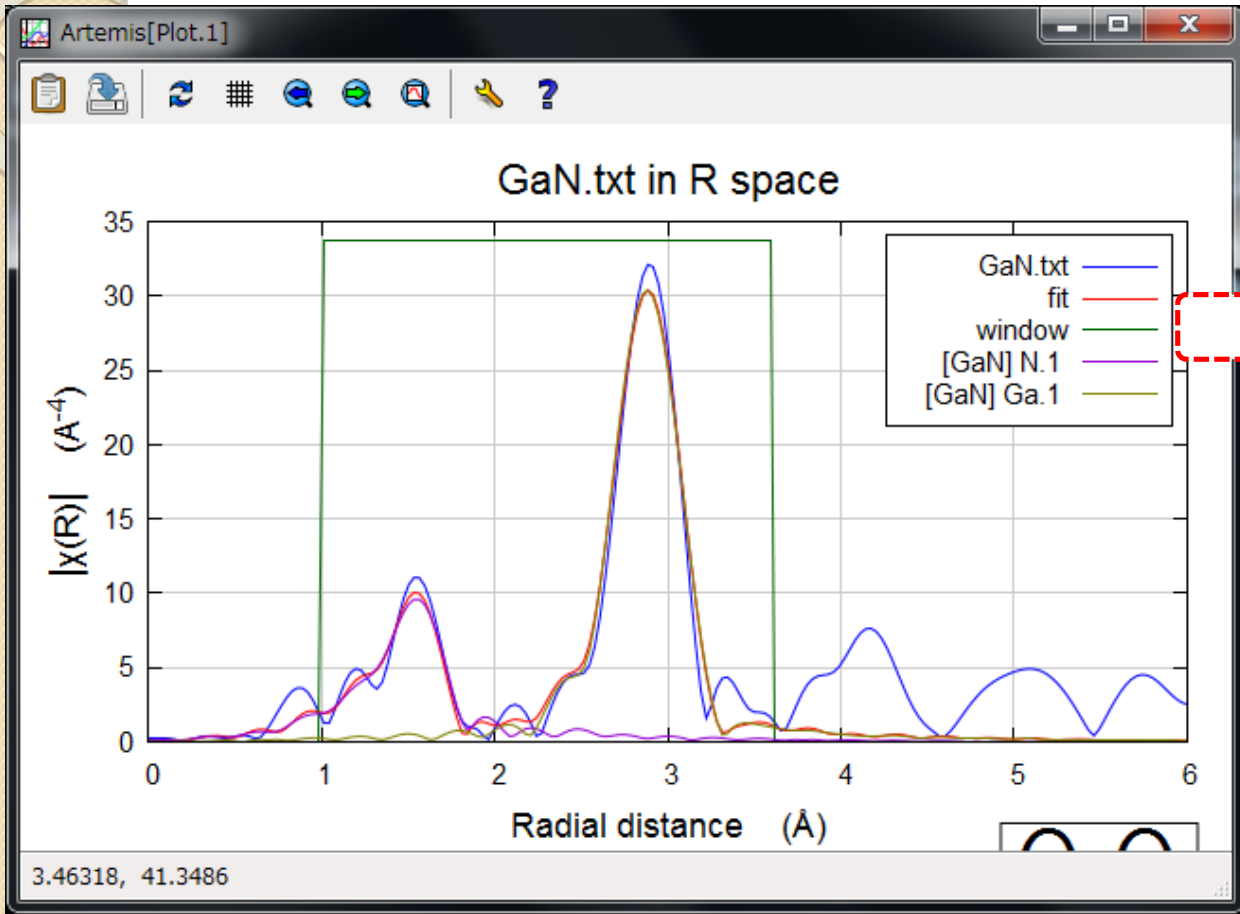 Artemis[Plot.1]
GaN.txt in R space
35
30
25
20
15
10
5
0
|χ(R)| (A⁻⁴)
GaN.txt
fit
window
[GaN] N.1
[GaN] Ga.1
0 1 2 3 4 5 6
Radial distance (Å)
3.46318, 41.3486